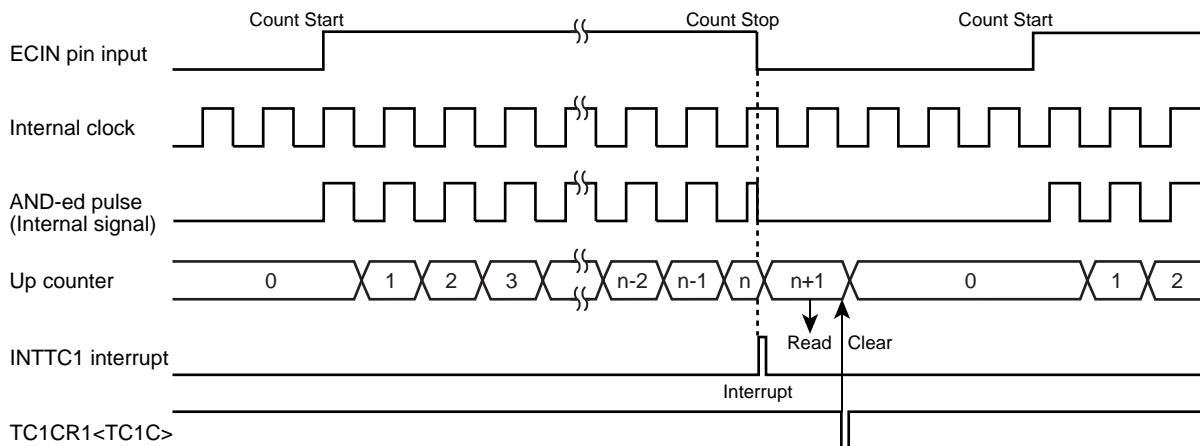 Count Start Count Stop Count Start
ECIN pin input
Internal clock
AND-ed pulse
(Internal signal)
Up counter 0 1 2 3 n-2 n-1 n n+1 0 1 2
Read Clear
INTTC1 interrupt
Interrupt
TC1CR1<TC1C>